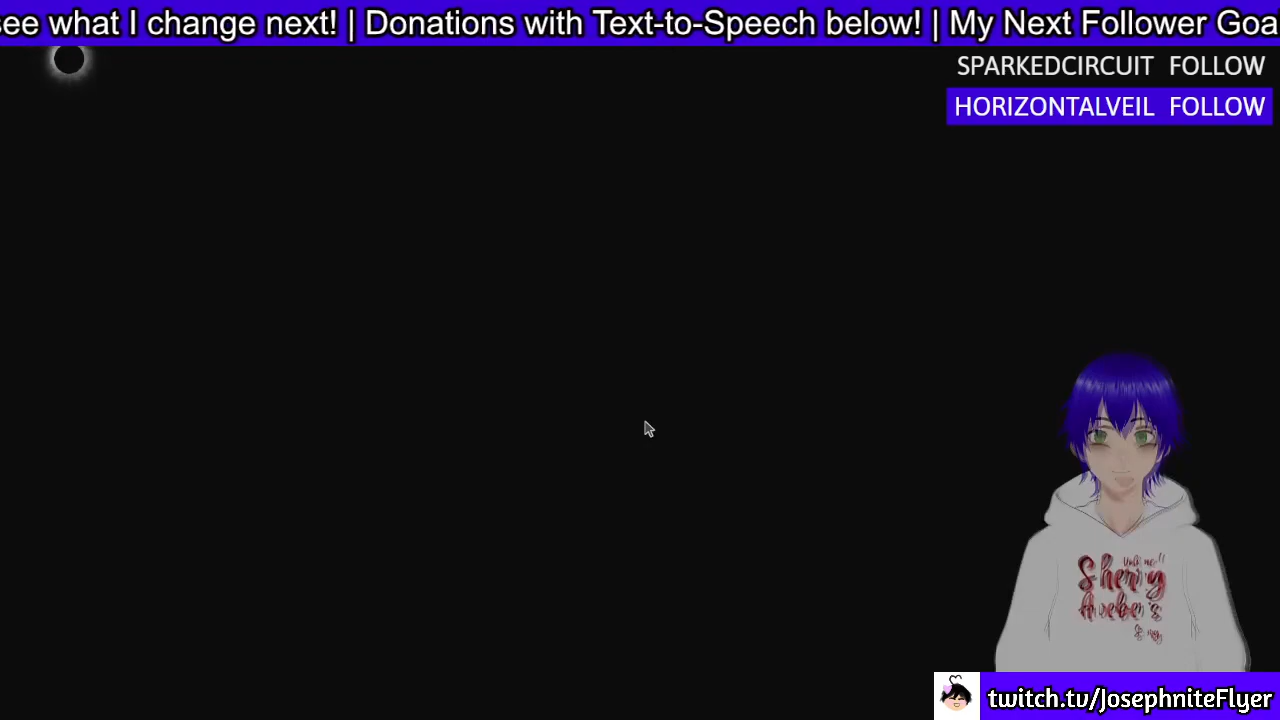 see what I change next! | Donations with Text-to-Speech below! | My Next Follower Goa
SPARKEDCIRCUIT FOLLOW
HORIZONTALVEIL FOLLOW
Sherry
twitch.tv/JosephniteFlyer